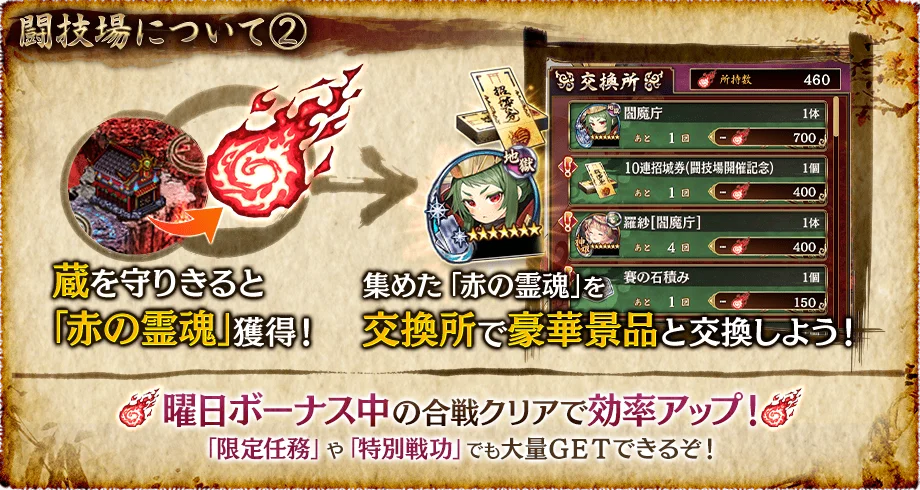 闘技場について②
招城券
地獄
交換所
所持数 460
閻魔庁 1体
あと 1 回 700
10連招城券(闘技場開催記念) 1個
あと 1 回 400
羅紗[閻魔庁] 1体
あと 4 回 400
賽の石積み 1個
あと 1 回 150
蔵を守りきると
「赤の霊魂」獲得！
集めた「赤の霊魂」を
交換所で豪華景品と交換しよう！
曜日ボーナス中の合戦クリアで効率アップ！
「限定任務」や「特別戦功」でも大量GETできるぞ！